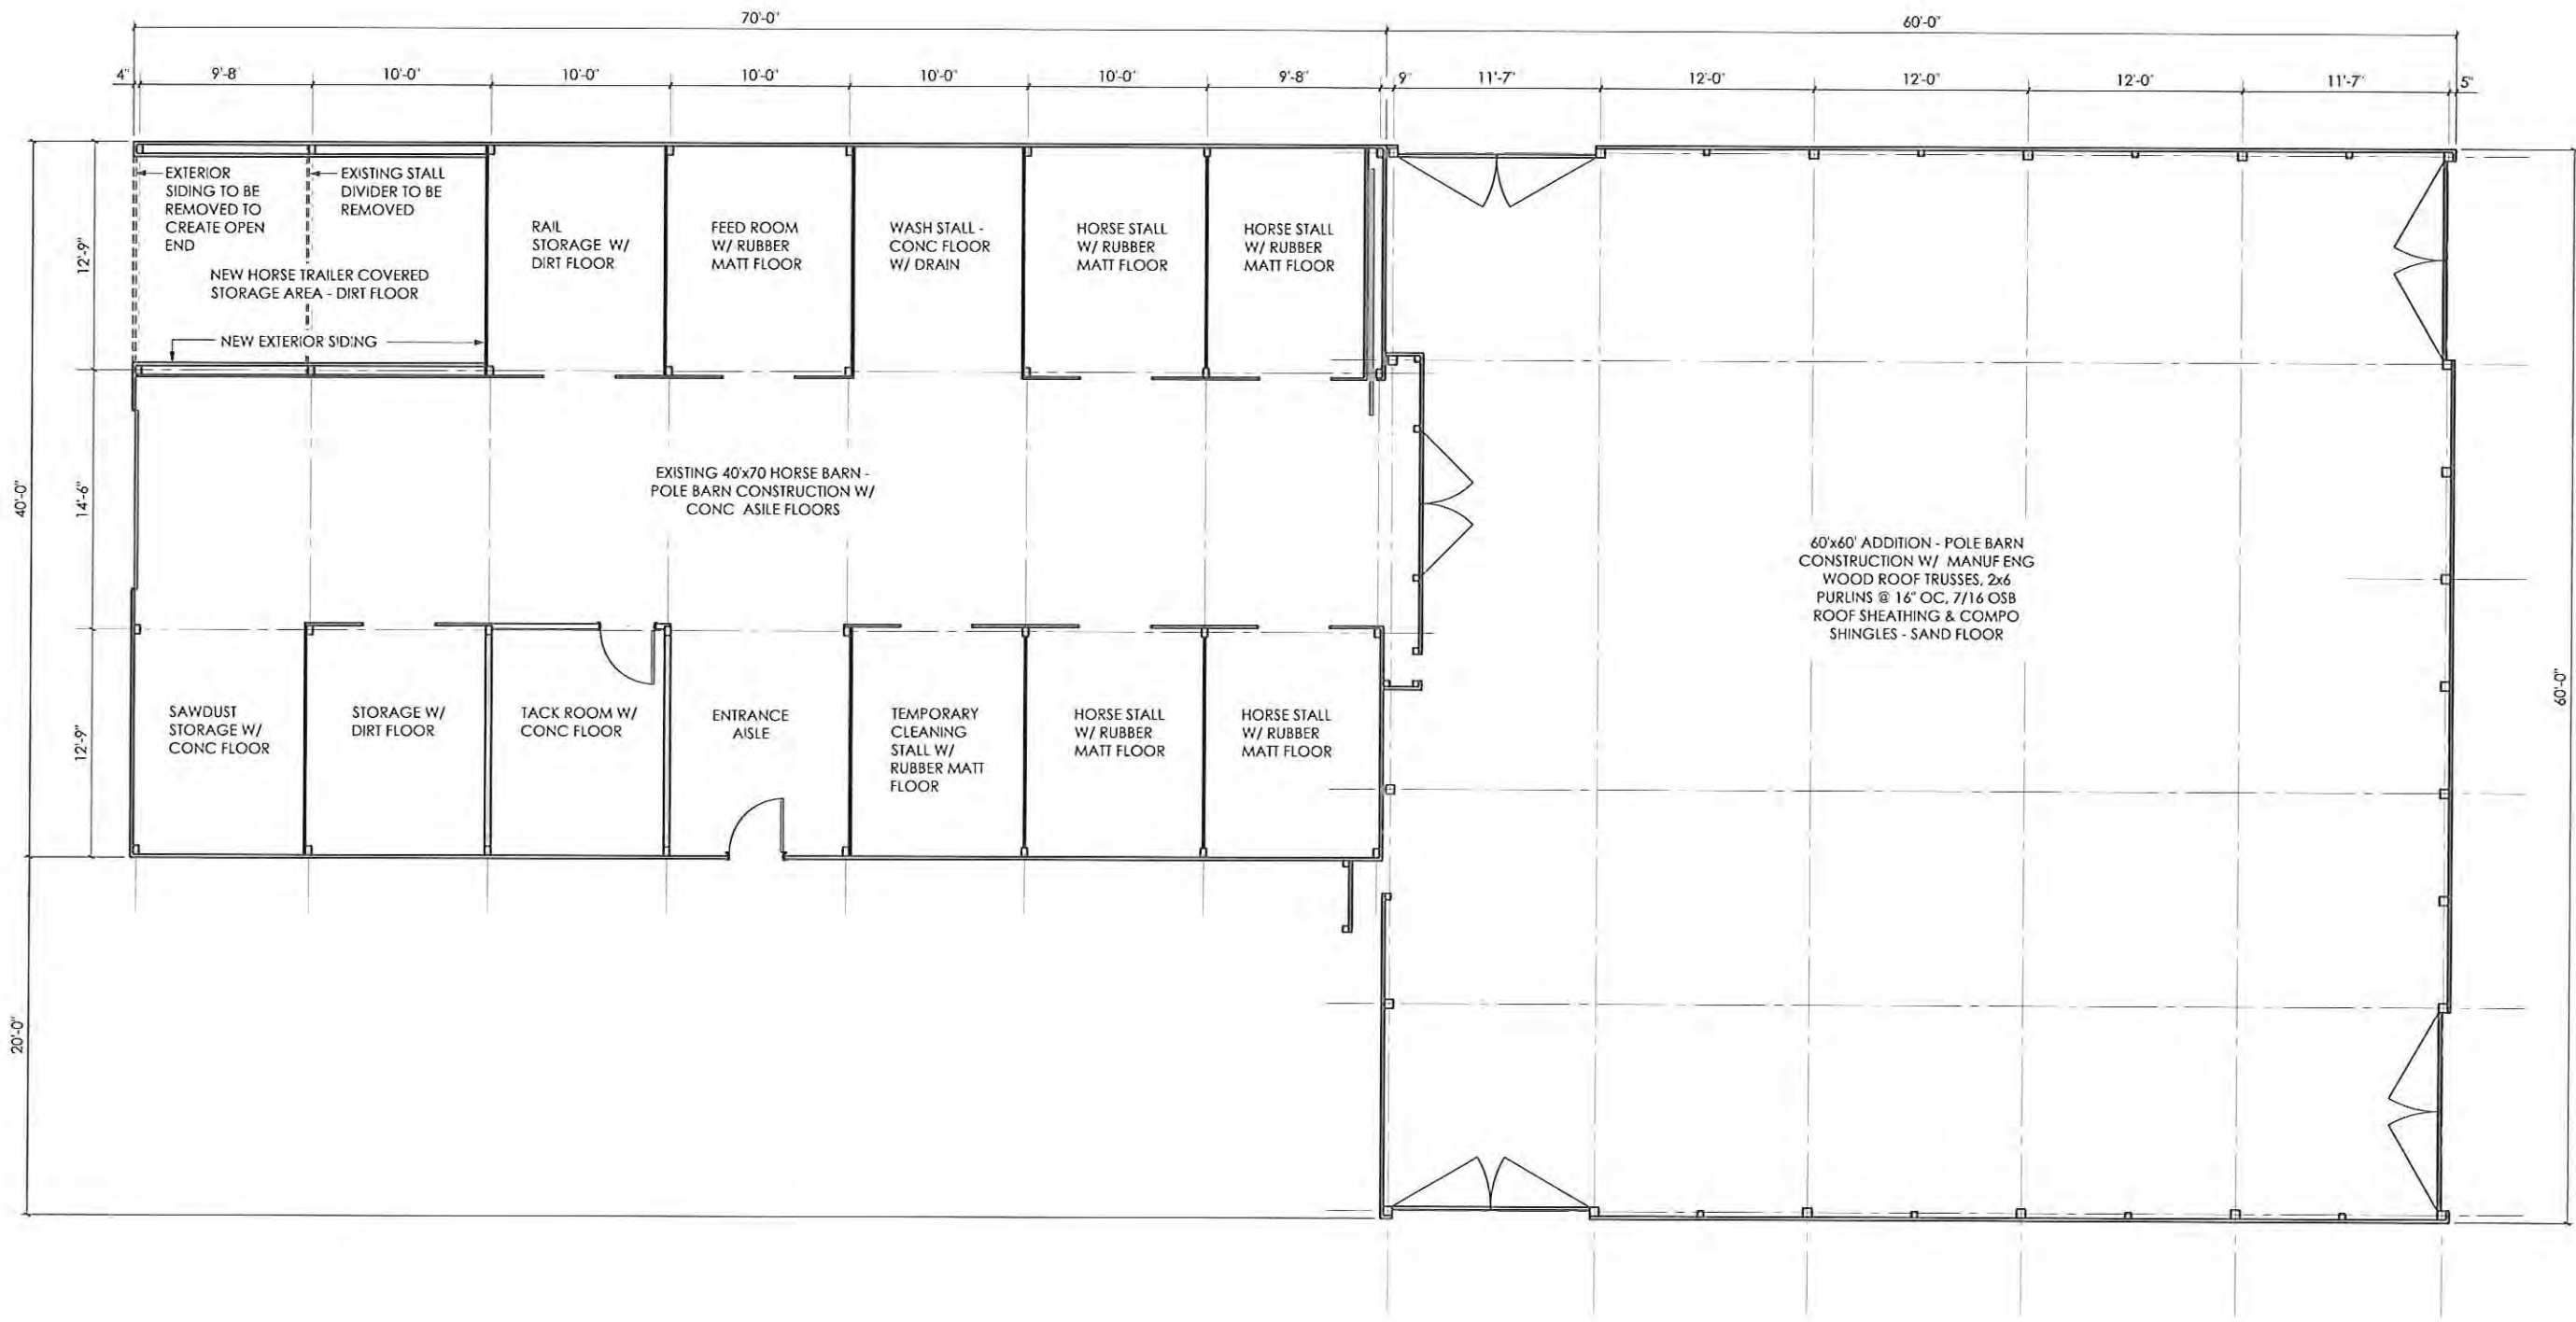 70'-0"
60'-0"
4"
9'-8"
10'-0"
10'-0"
10'-0"
10'-0"
10'-0"
9'-8"
9"
11'-7"
12'-0"
12'-0"
12'-0"
11'-7"
5"
EXTERIOR
SIDING TO BE
REMOVED TO
CREATE OPEN
END
EXISTING STALL
DIVIDER TO BE
REMOVED
NEW HORSE TRAILER COVERED
STORAGE AREA - DIRT FLOOR
NEW EXTERIOR SIDING
RAIL
STORAGE W/
DIRT FLOOR
FEED ROOM
W/ RUBBER
MATT FLOOR
WASH STALL -
CONC FLOOR
W/ DRAIN
HORSE STALL
W/ RUBBER
MATT FLOOR
HORSE STALL
W/ RUBBER
MATT FLOOR
12'-9"
40'-0"
14'-6"
12'-9"
20'-0"
EXISTING 40'x70 HORSE BARN -
POLE BARN CONSTRUCTION W/
CONC ASILE FLOORS
60'x60' ADDITION - POLE BARN
CONSTRUCTION W/ MANUF ENG
WOOD ROOF TRUSSES, 2x6
PURLINS @ 16" OC, 7/16 OSB
ROOF SHEATHING & COMPO
SHINGLES - SAND FLOOR
60'-0"
SAWDUST
STORAGE W/
CONC FLOOR
STORAGE W/
DIRT FLOOR
TACK ROOM W/
CONC FLOOR
ENTRANCE
AISLE
TEMPORARY
CLEANING
STALL W/
RUBBER MATT
FLOOR
HORSE STALL
W/ RUBBER
MATT FLOOR
HORSE STALL
W/ RUBBER
MATT FLOOR